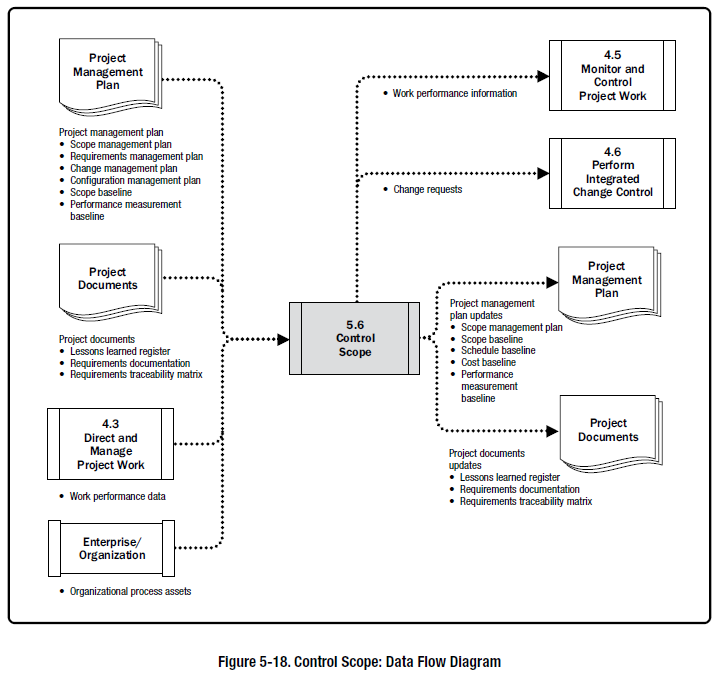 Project
Management
Plan
Project management plan
• Scope management plan
• Requirements management plan
• Change management plan
• Configuration management plan
• Scope baseline
• Performance measurement
baseline
Project
Documents
Project documents
• Lessons learned register
• Requirements documentation
• Requirements traceability matrix
4.3
Direct and
Manage
Project Work
• Work performance data
Enterprise/
Organization
• Organizational process assets
5.6
Control
Scope
4.5
Monitor and
Control
Project Work
• Work performance information
4.6
Perform
Integrated
Change Control
• Change requests
Project
Management
Plan
Project management
plan updates
• Scope management plan
• Scope baseline
• Schedule baseline
• Cost baseline
• Performance
measurement
baseline
Project
Documents
Project documents
updates
• Lessons learned register
• Requirements documentation
• Requirements traceability matrix
Figure 5-18. Control Scope: Data Flow Diagram